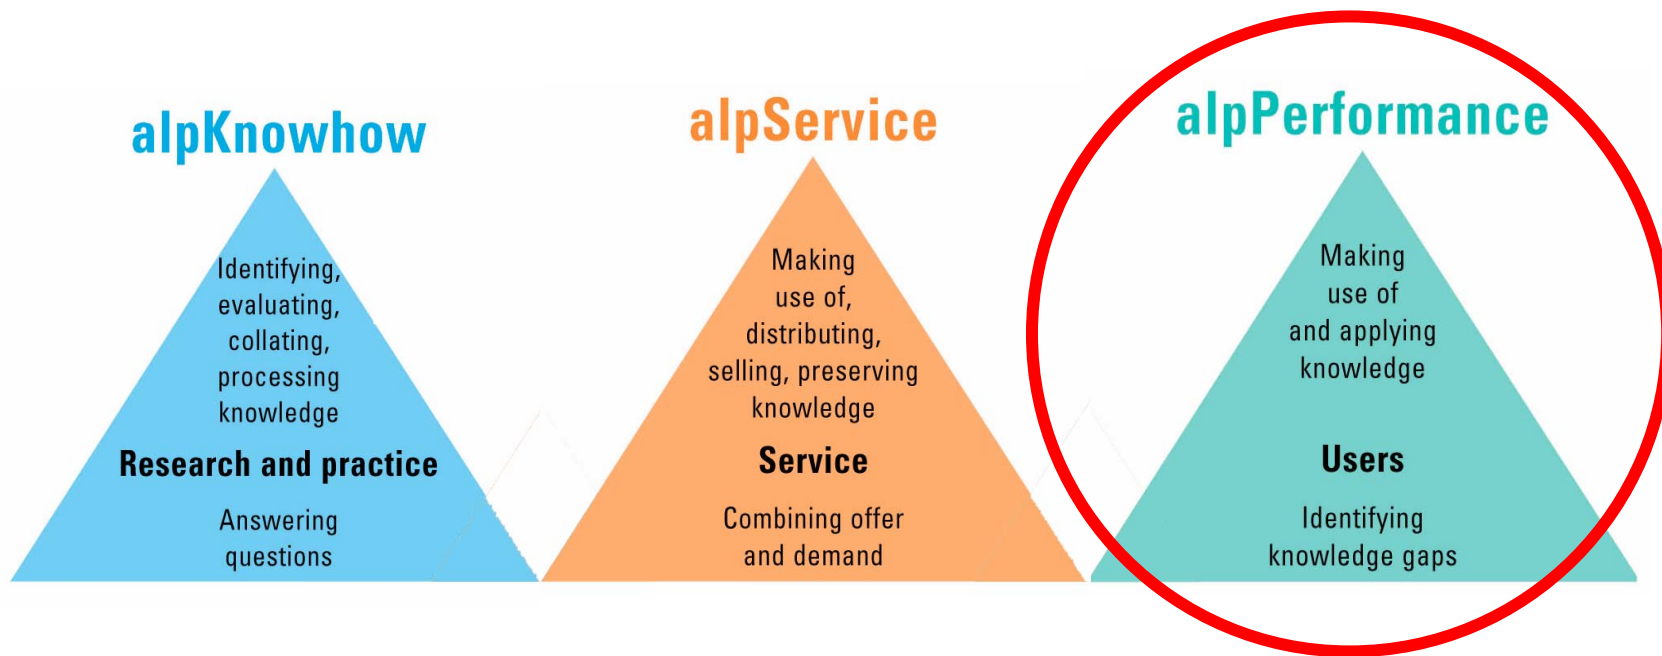 alpKnowhow
Identifying,
evaluating,
collating,
processing
knowledge
Research and practice
Answering
questions
alpService
Making
use of,
distributing,
selling, preserving
knowledge
Service
Combining offer
and demand
alpPerformance
Making
use of
and applying
knowledge
Users
Identifying
knowledge gaps